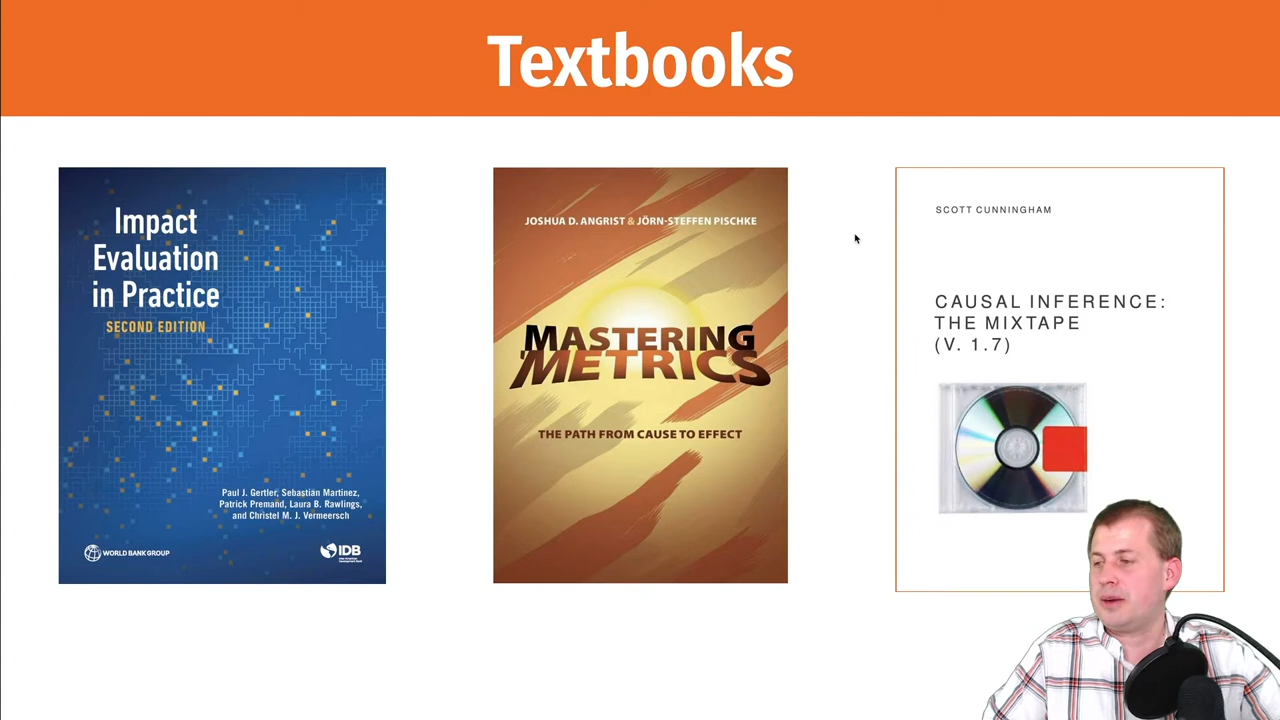 Textbooks
Impact
Evaluation
in Practice
SECOND EDITION
Paul J. Gertler, Sebastián Martínez,
Patrick Premand, Laura B. Rawlings,
and Christel M. J. Vermeersch
WORLD BANK GROUP
IDB
JOSHUA D. ANGRIST & JÖRN-STEFFEN PISCHKE
MASTERING
'METRICS
THE PATH FROM CAUSE TO EFFECT
SCOTT CUNNINGHAM
CAUSAL INFERENCE:
THE MIXTAPE
(V. 1.7)